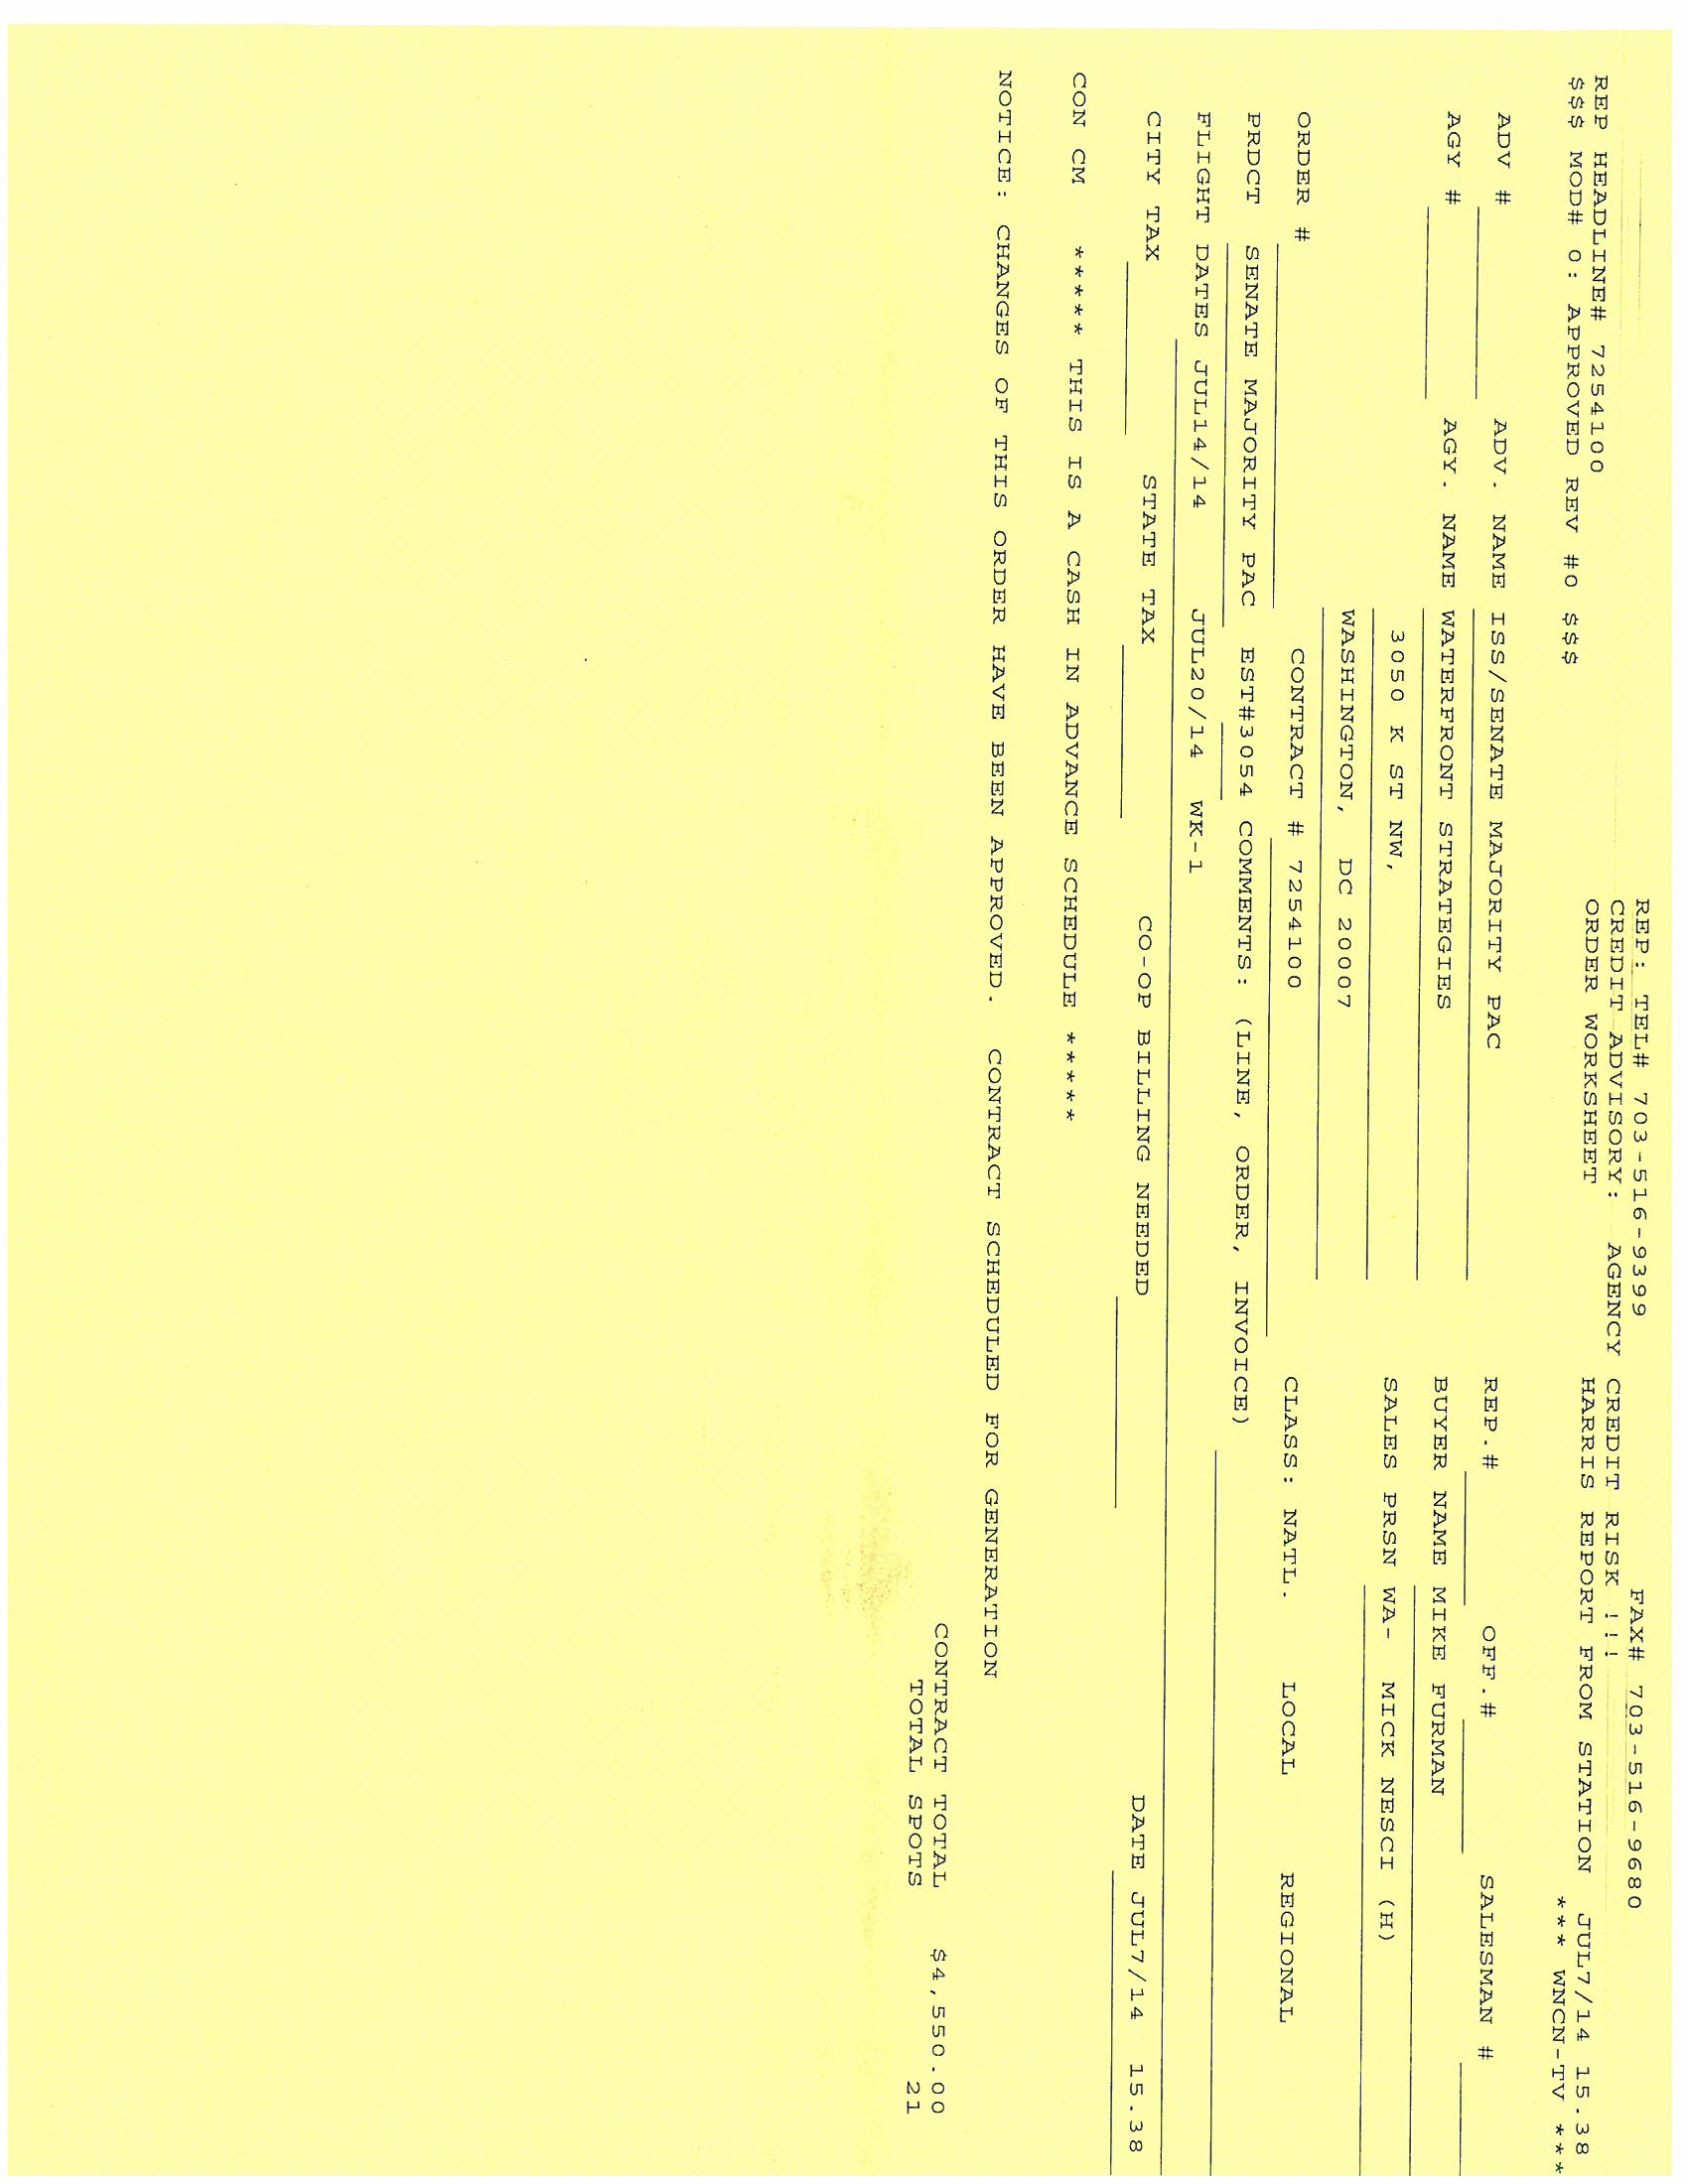 REP: TEL# 703-516-9399 FAX# 703-516-9680
CREDIT ADVISORY: AGENCY CREDIT RISK !!!
REP HEADLINE# 7254100 ORDER WORKSHEET HARRIS REPORT FROM STATION JUL7/14 15.38
$$$ MOD# 0: APPROVED REV #0 $$$ *** WNCN-TV ***
ADV # ADV. NAME ISS/SENATE MAJORITY PAC REP.# OFF.# SALESMAN #
AGY # AGY. NAME WATERFRONT STRATEGIES BUYER NAME MIKE FURMAN
3050 K ST NW, SALES PRSN WA- MICK NESCI (H)
WASHINGTON, DC 20007
ORDER # CONTRACT # 7254100 CLASS: NATL. LOCAL REGIONAL
PRDCT SENATE MAJORITY PAC EST#3054 COMMENTS: (LINE, ORDER, INVOICE)
FLIGHT DATES JUL14/14 JUL20/14 WK-1
CITY TAX STATE TAX CO-OP BILLING NEEDED DATE JUL7/14 15.38
CON CM ***** THIS IS A CASH IN ADVANCE SCHEDULE *****
NOTICE: CHANGES OF THIS ORDER HAVE BEEN APPROVED. CONTRACT SCHEDULED FOR GENERATION
CONTRACT TOTAL $4,550.00
TOTAL SPOTS 21